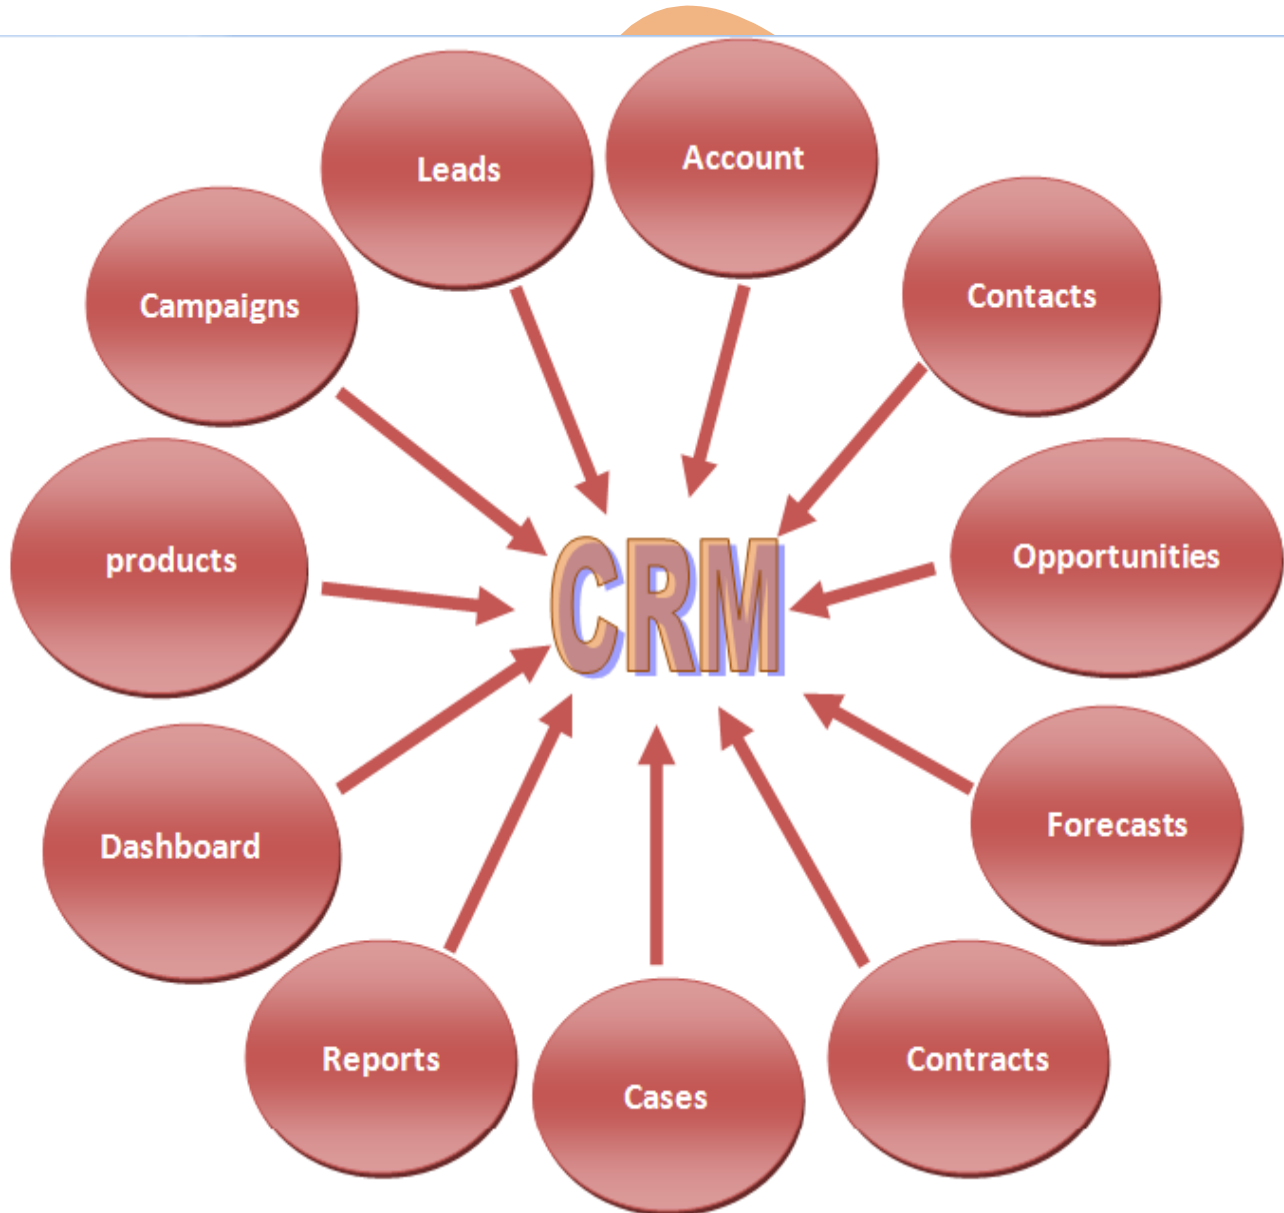 Leads
Account
Campaigns
Contacts
products
Opportunities
CRM
Dashboard
Forecasts
Reports
Cases
Contracts